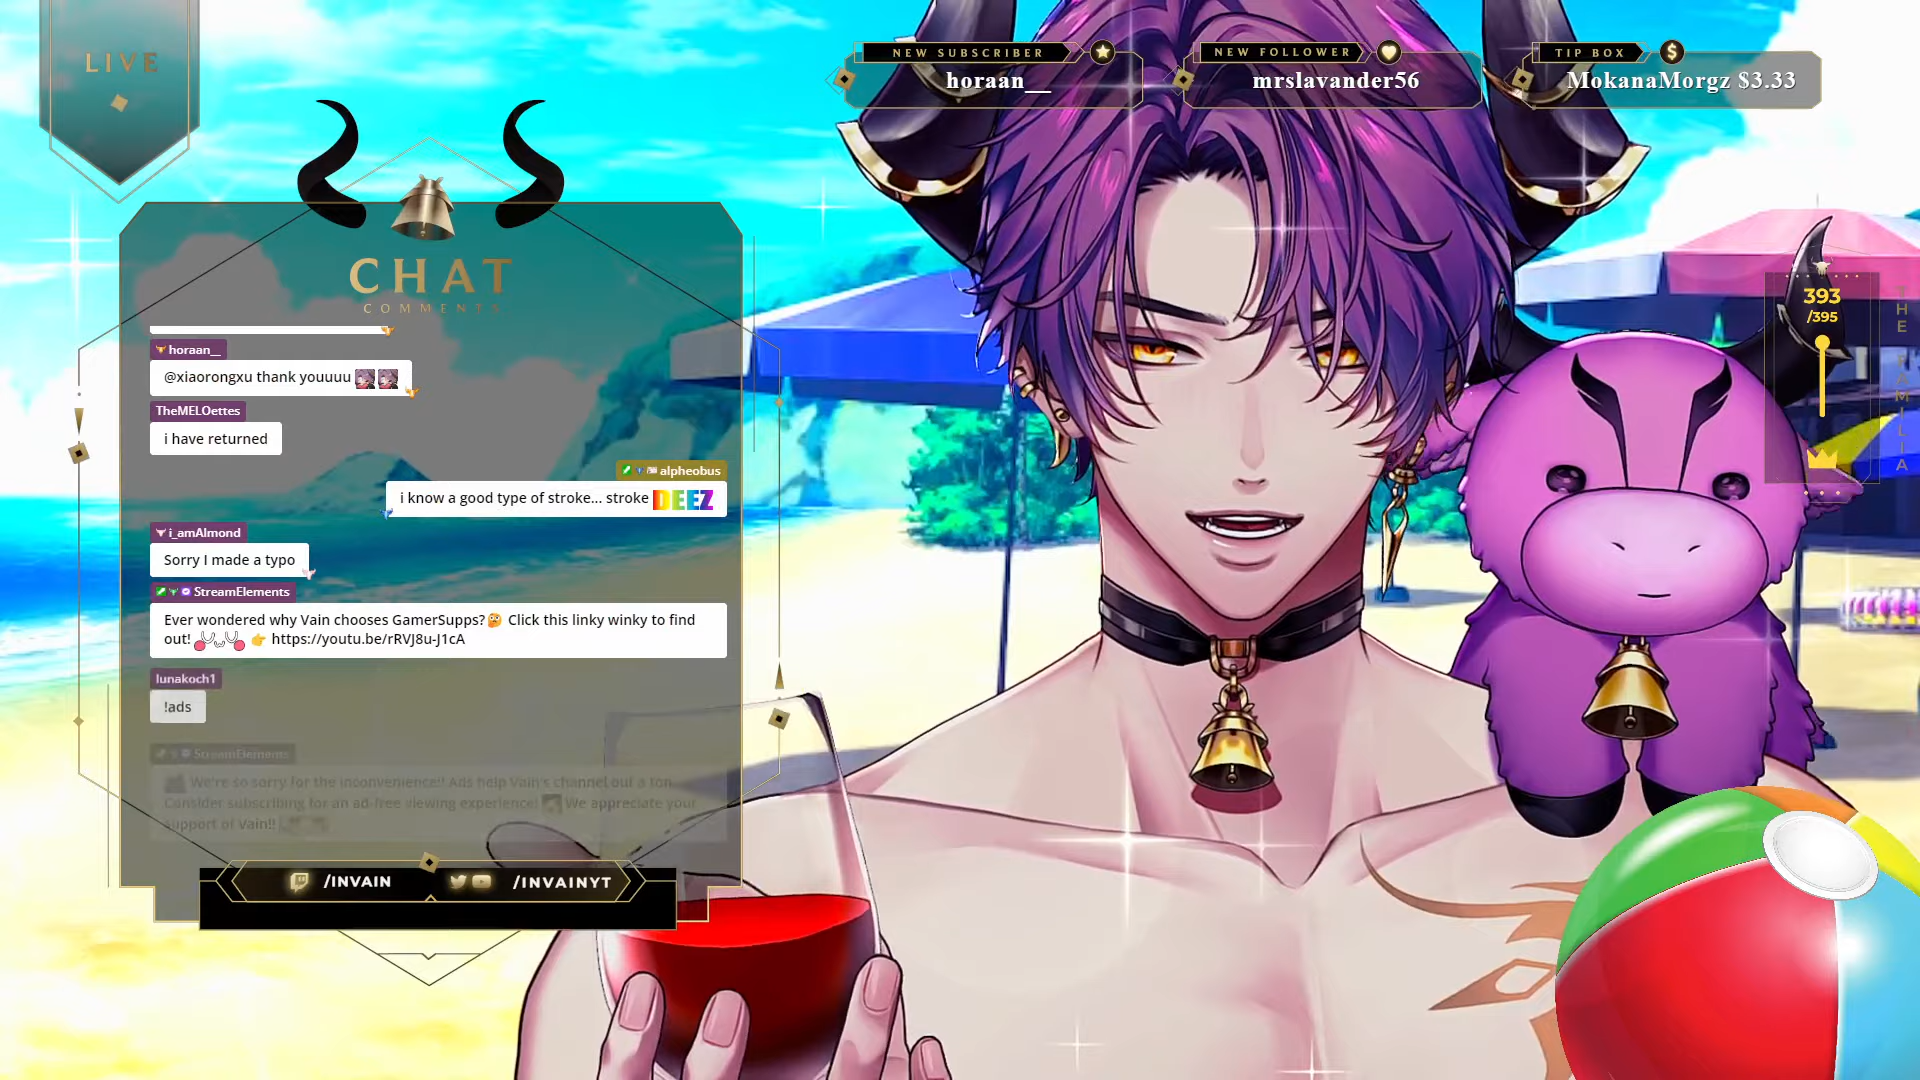 LIVE
NEW SUBSCRIBER
horaan__
NEW FOLLOWER
mrslavander56
TIP BOX
MokanaMorgz $3.33
CHAT
COMMENTS
horaan__
@xiaorongxu thank youuuu
TheMELOettes
i have returned
alpheobus
i know a good type of stroke... stroke DEEZ
i_amAlmond
Sorry I made a typo
StreamElements
Ever wondered why Vain chooses GamerSupps?🤔 Click this linky winky to find
out! 👉 https://youtu.be/rRVJ8u-J1cA
lunakoch1
!ads
StreamElements
We're so sorry for the inconvenience!! Ads help Vain's channel out a ton.
Consider subscribing for an ad-free viewing experience! We appreciate your
support of Vain!!
/INVAIN
/INVAINYT
393
/395
THE FAMILIA